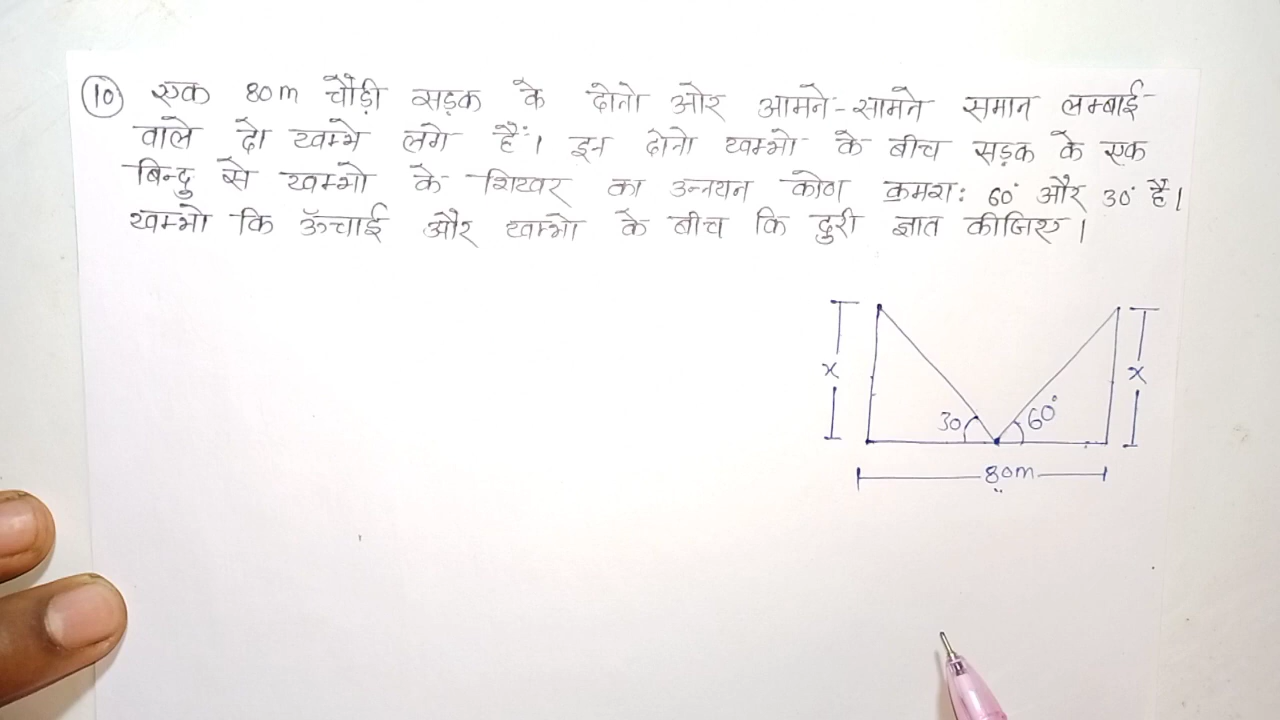 10 एक 80m चौड़ी सड़क के दोनो ओर आमने-सामने समान लम्बाई
वाले दो खम्भे लगे हैं। इन दोनो खम्भो के बीच सड़क के एक
बिन्दु से खम्भो के शिखर का उन्नयन कोण क्रमश: 60° और 30° है।
खम्भो कि ऊँचाई और खम्भो के बीच कि दुरी ज्ञात कीजिए।
x
x
30
60°
80m